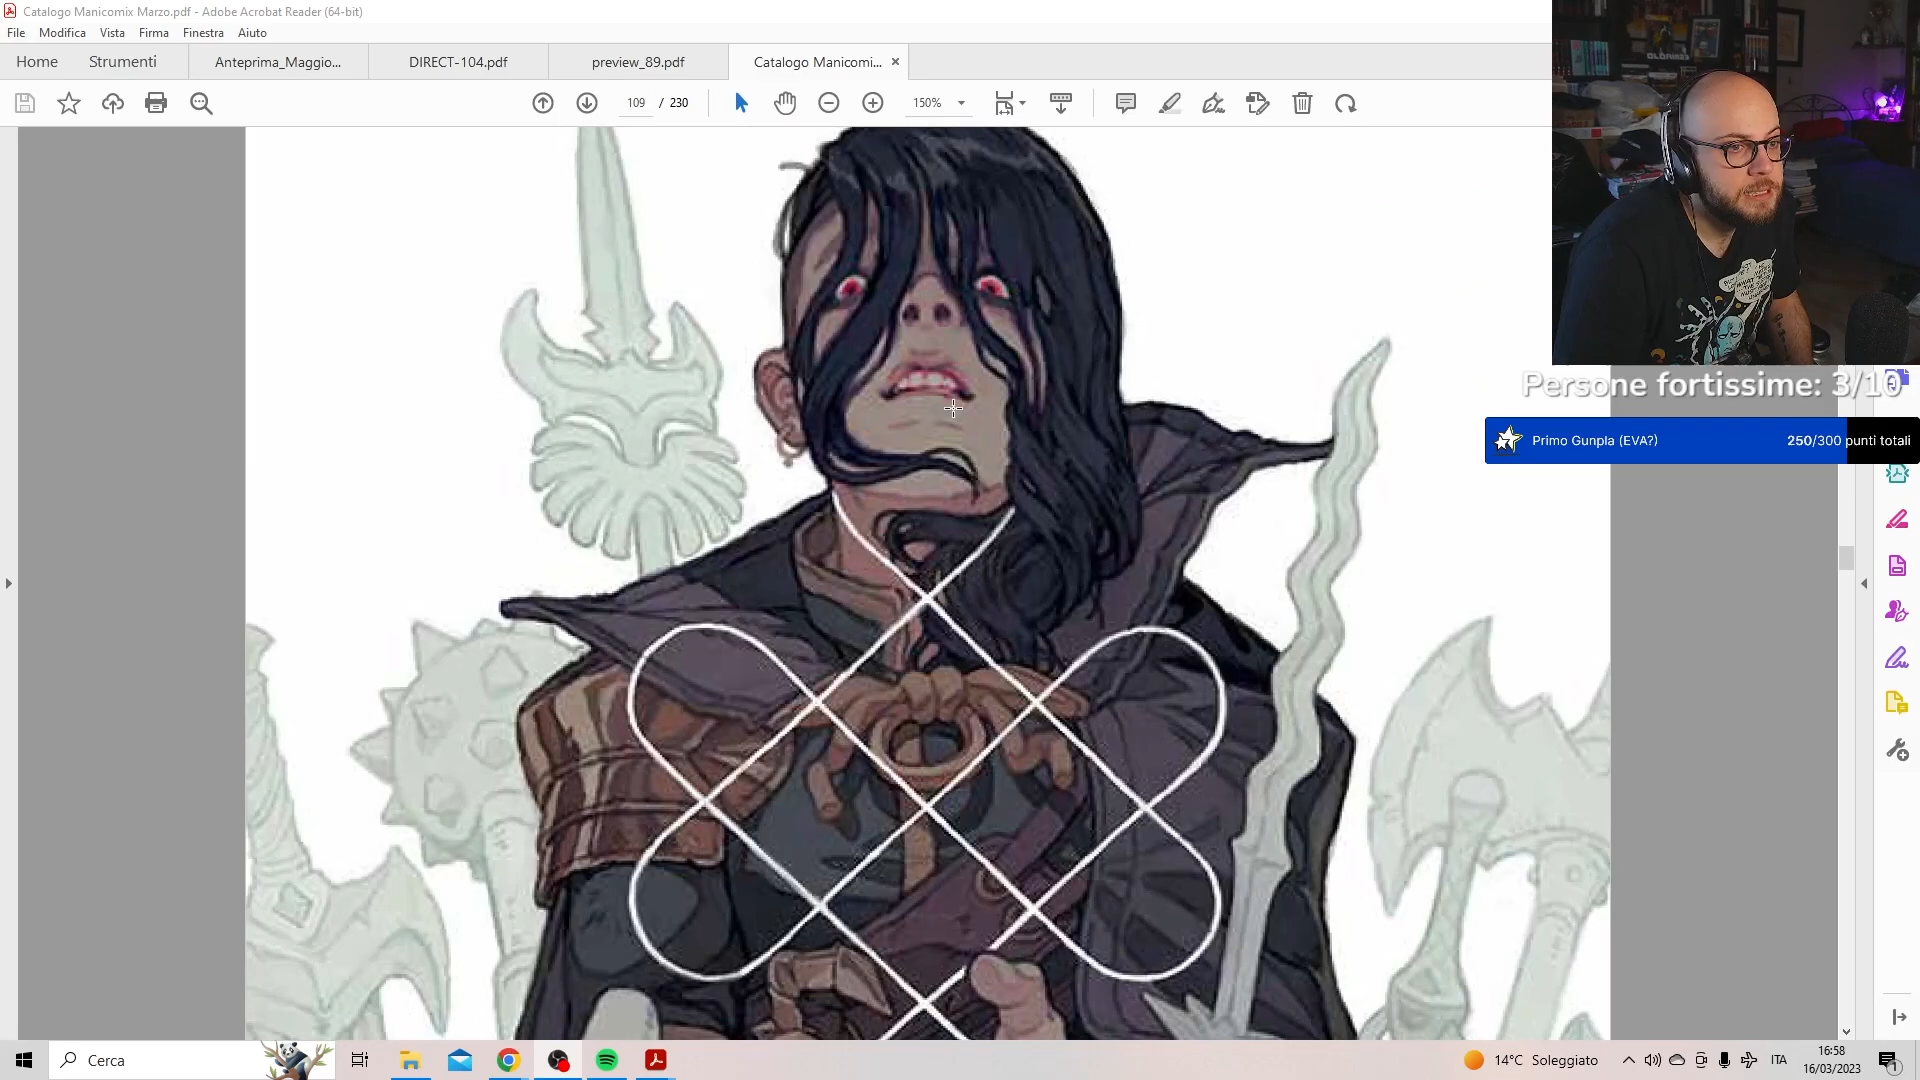 Catalogo Manicomix Marzo.pdf - Adobe Acrobat Reader (64-bit)
File Modifica Vista Firma Finestra Aiuto
Home Strumenti Anteprima_Maggio... DIRECT-104.pdf preview_89.pdf Catalogo Manicomi...
109 / 230 150%
Persone fortissime: 3/10
Primo Gunpla (EVA?) 250/300 punti totali
Cerca
14°C Soleggiato
ITA
16:58
16/03/2023